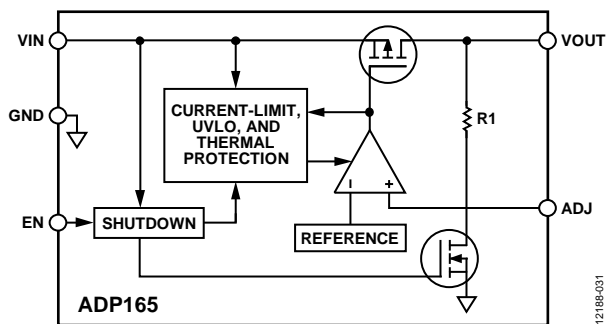 VIN
VOUT
GND
CURRENT-LIMIT,
UVLO, AND
THERMAL
PROTECTION
R1
–
+
EN
SHUTDOWN
REFERENCE
ADJ
ADP165
12188-031